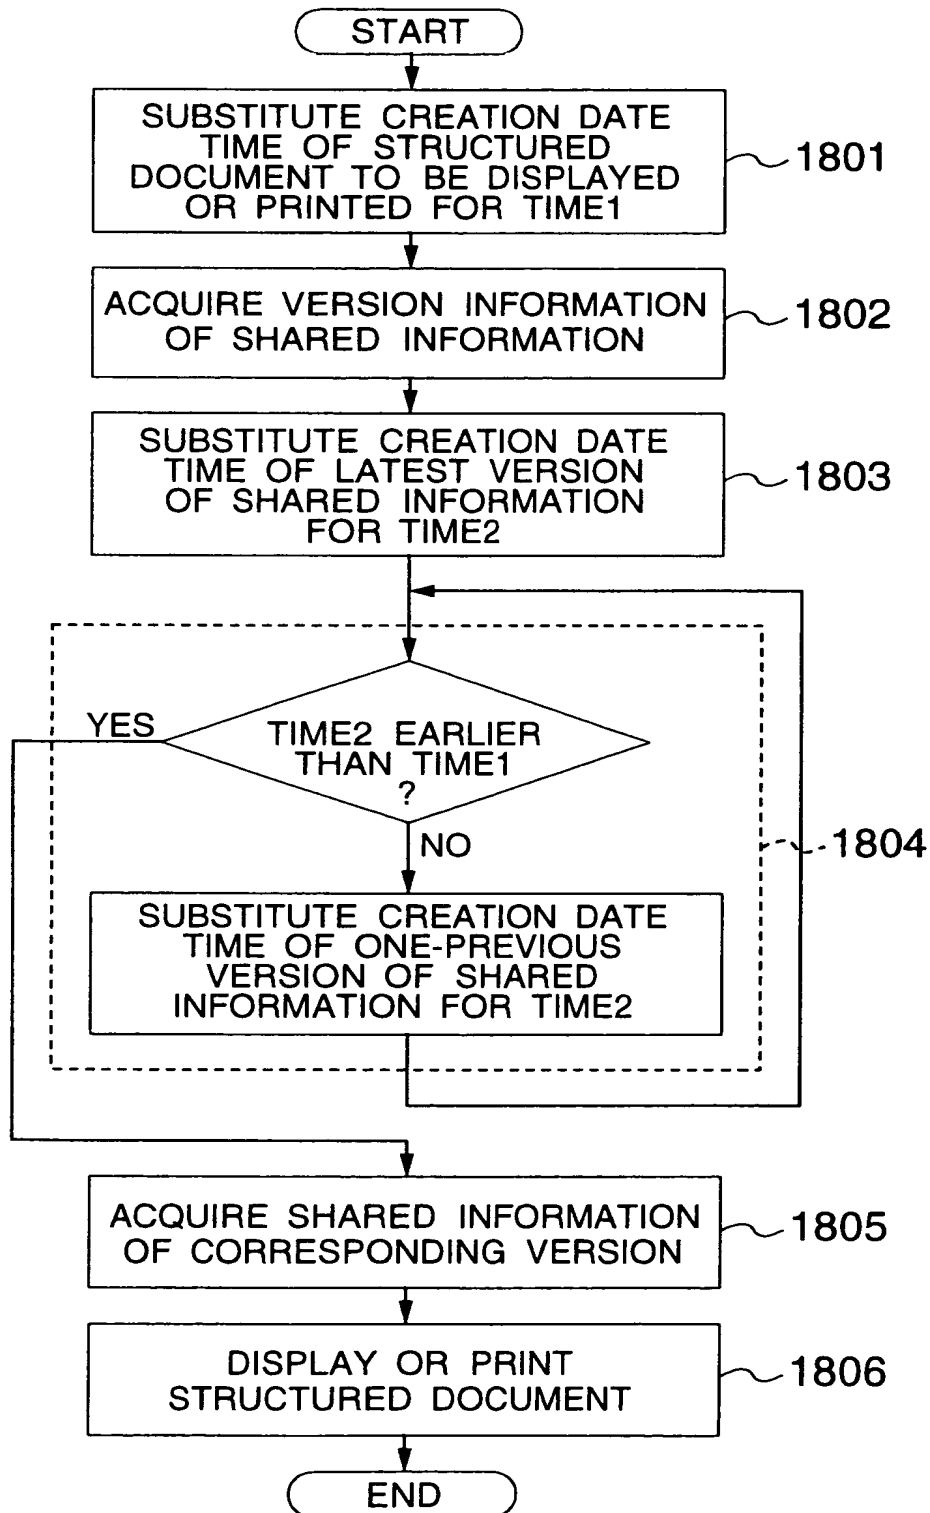 START
SUBSTITUTE CREATION DATE
TIME OF STRUCTURED
DOCUMENT TO BE DISPLAYED
OR PRINTED FOR TIME1
1801
ACQUIRE VERSION INFORMATION
OF SHARED INFORMATION
1802
SUBSTITUTE CREATION DATE
TIME OF LATEST VERSION
OF SHARED INFORMATION
FOR TIME2
1803
YES
TIME2 EARLIER
THAN TIME1
?
NO
1804
SUBSTITUTE CREATION DATE
TIME OF ONE-PREVIOUS
VERSION OF SHARED
INFORMATION FOR TIME2
ACQUIRE SHARED INFORMATION
OF CORRESPONDING VERSION
1805
DISPLAY OR PRINT
STRUCTURED DOCUMENT
1806
END